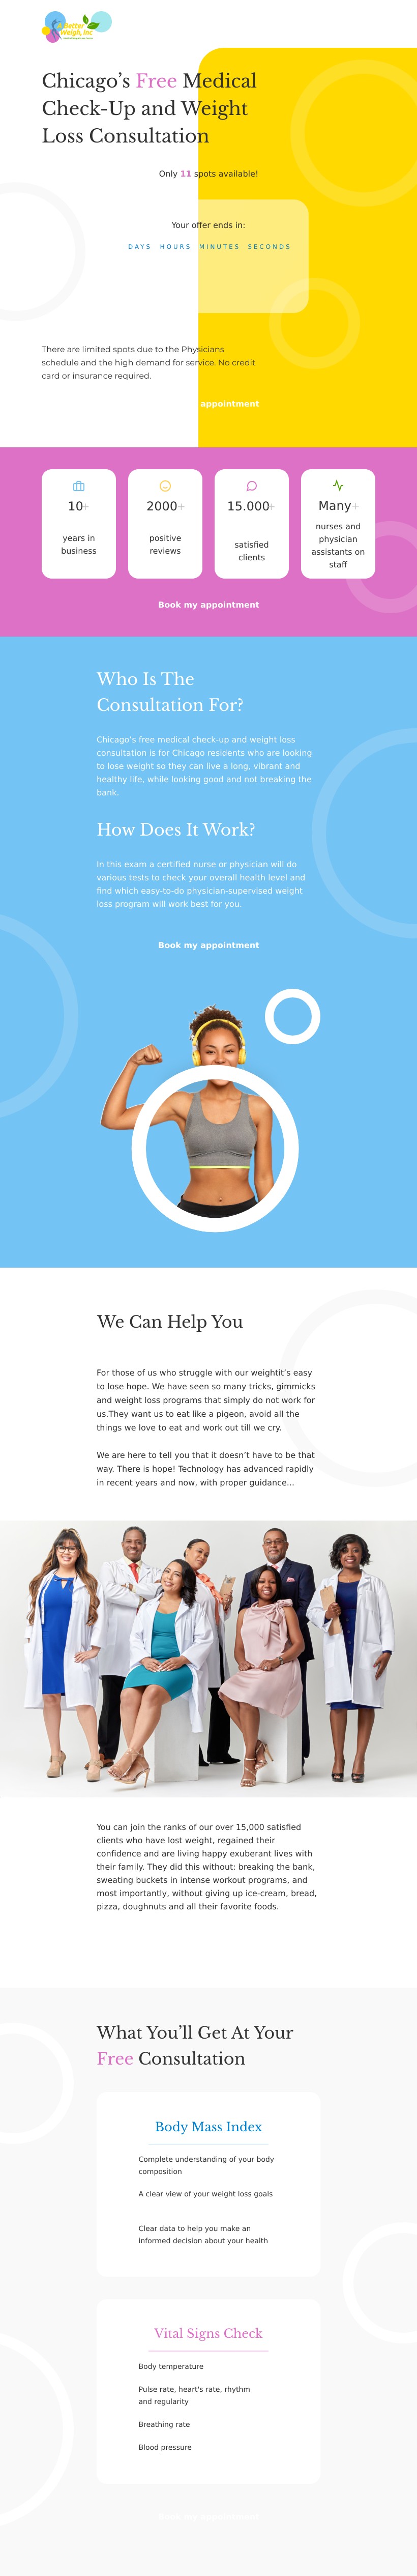 a better
Weigh, Inc
Chicago’s Free Medical
Check-Up and Weight
Loss Consultation
Only 11 spots available!
Your offer ends in:
DAYS HOURS MINUTES SECONDS
There are limited spots due to the Physicians
schedule and the high demand for service. No credit
card or insurance required.
appointment
10+
years in
business
2000+
positive
reviews
15.000+
satisfied
clients
Many+
nurses and
physician
assistants on
staff
Book my appointment
Who Is The
Consultation For?
Chicago’s free medical check-up and weight loss
consultation is for Chicago residents who are looking
to lose weight so they can live a long, vibrant and
healthy life, while looking good and not breaking the
bank.
How Does It Work?
In this exam a certified nurse or physician will do
various tests to check your overall health level and
find which easy-to-do physician-supervised weight
loss program will work best for you.
Book my appointment
We Can Help You
For those of us who struggle with our weightit’s easy
to lose hope. We have seen so many tricks, gimmicks
and weight loss programs that simply do not work for
us.They want us to eat like a pigeon, avoid all the
things we love to eat and work out till we cry.
We are here to tell you that it doesn’t have to be that
way. There is hope! Technology has advanced rapidly
in recent years and now, with proper guidance...
You can join the ranks of our over 15,000 satisfied
clients who have lost weight, regained their
confidence and are living happy exuberant lives with
their family. They did this without: breaking the bank,
sweating buckets in intense workout programs, and
most importantly, without giving up ice-cream, bread,
pizza, doughnuts and all their favorite foods.
What You’ll Get At Your
Free Consultation
Body Mass Index
Complete understanding of your body
composition
A clear view of your weight loss goals
Clear data to help you make an
informed decision about your health
Vital Signs Check
Body temperature
Pulse rate, heart's rate, rhythm
and regularity
Breathing rate
Blood pressure
Book my appointment